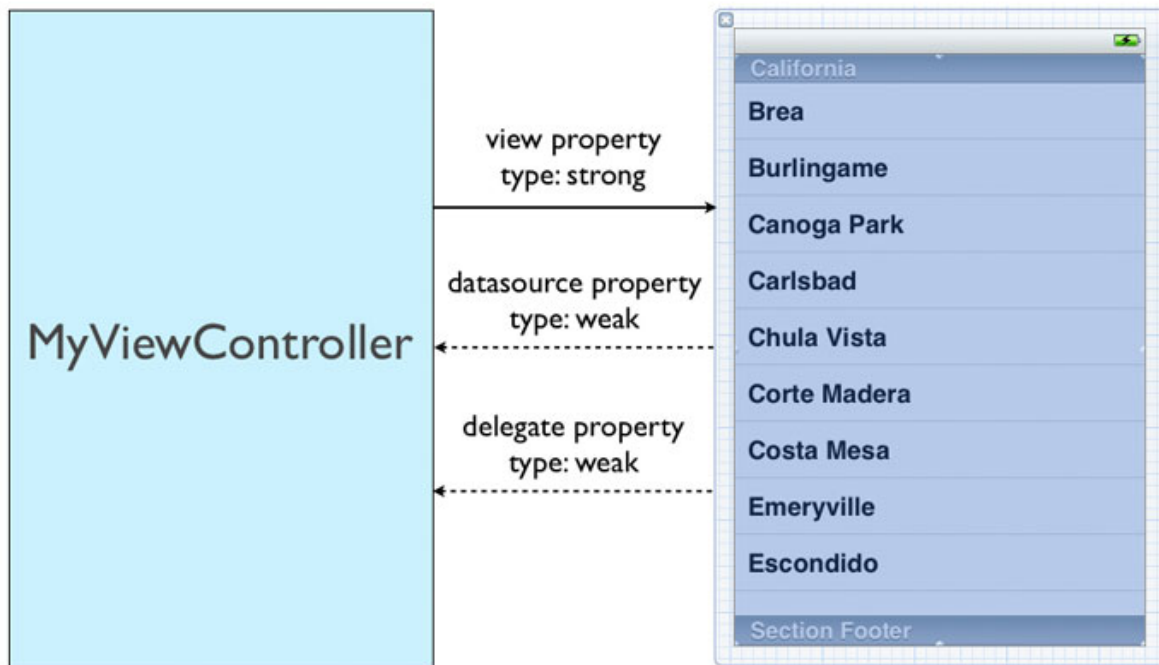 MyViewController
view property
type: strong
datasource property
type: weak
delegate property
type: weak
California
Brea
Burlingame
Canoga Park
Carlsbad
Chula Vista
Corte Madera
Costa Mesa
Emeryville
Escondido
Section Footer